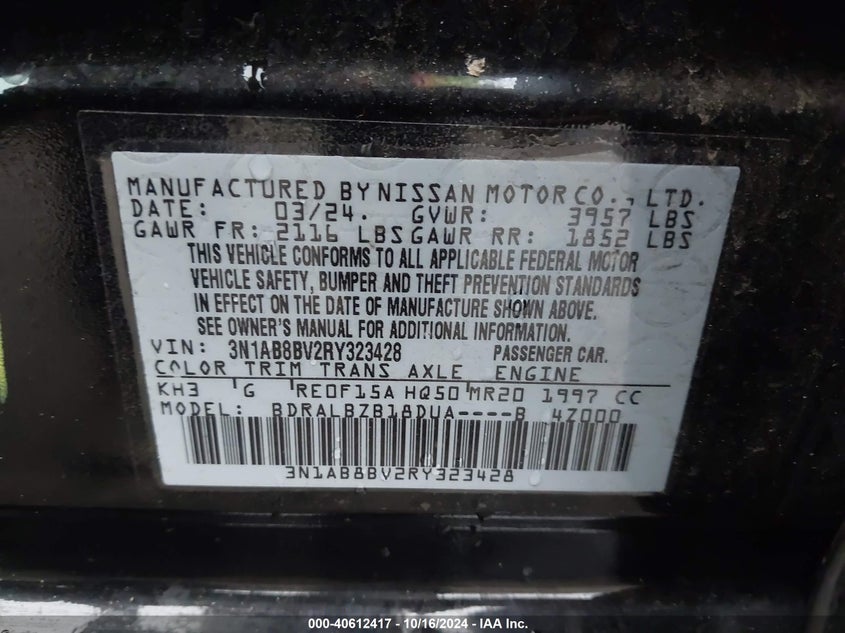 MANUFACTURED BY NISSAN MOTOR CO., LTD.
DATE: 03/24. GVWR: 3957 LBS
GAWR FR: 2116 LBS GAWR RR: 1852 LBS
THIS VEHICLE CONFORMS TO ALL APPLICABLE FEDERAL MOTOR
VEHICLE SAFETY, BUMPER AND THEFT PREVENTION STANDARDS
IN EFFECT ON THE DATE OF MANUFACTURE SHOWN ABOVE.
SEE OWNER'S MANUAL FOR ADDITIONAL INFORMATION.
VIN: 3N1AB8BV2RY323428 PASSENGER CAR.
COLOR TRIM TRANS AXLE ENGINE
KH3 G RE0F15A HQ50 MR20 1997 CC
MODEL: BDRALBZB18DUA----B 4Z000
3N1AB8BV2RY323428
000-40612417 - 10/16/2024 - IAA Inc.